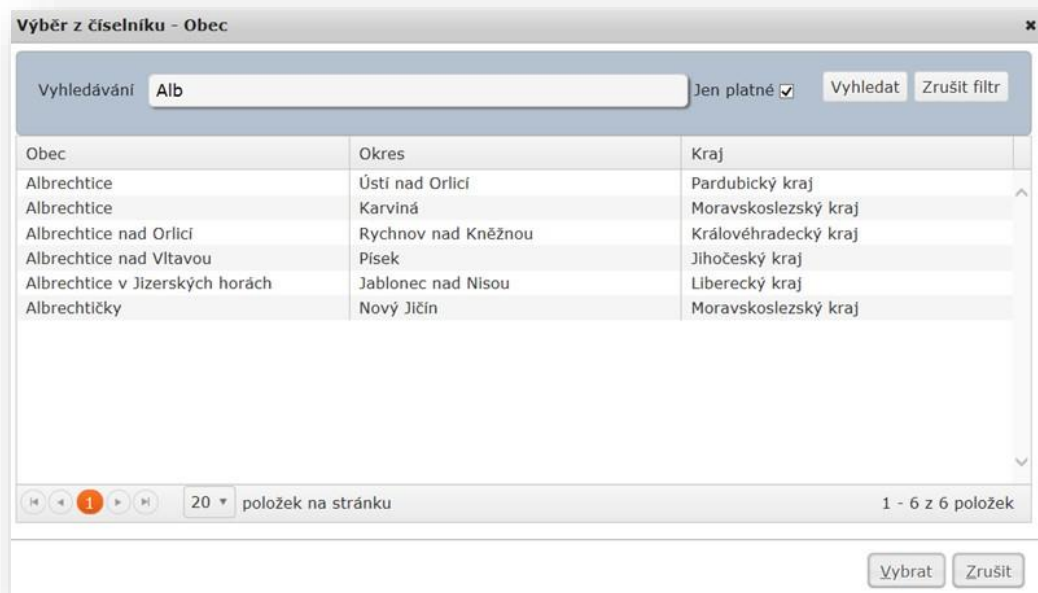 Výběr z číselníku - Obec
Vyhledávání Alb Jen platné Vyhledat Zrušit filtr
Obec Okres Kraj
Albrechtice Ústí nad Orlicí Pardubický kraj
Albrechtice Karviná Moravskoslezský kraj
Albrechtice nad Orlicí Rychnov nad Kněžnou Královéhradecký kraj
Albrechtice nad Vltavou Písek Jihočeský kraj
Albrechtice v Jizerských horách Jablonec nad Nisou Liberecký kraj
Albrechtičky Nový Jičín Moravskoslezský kraj
1 20 položek na stránku 1 - 6 z 6 položek
Vybrat Zrušit